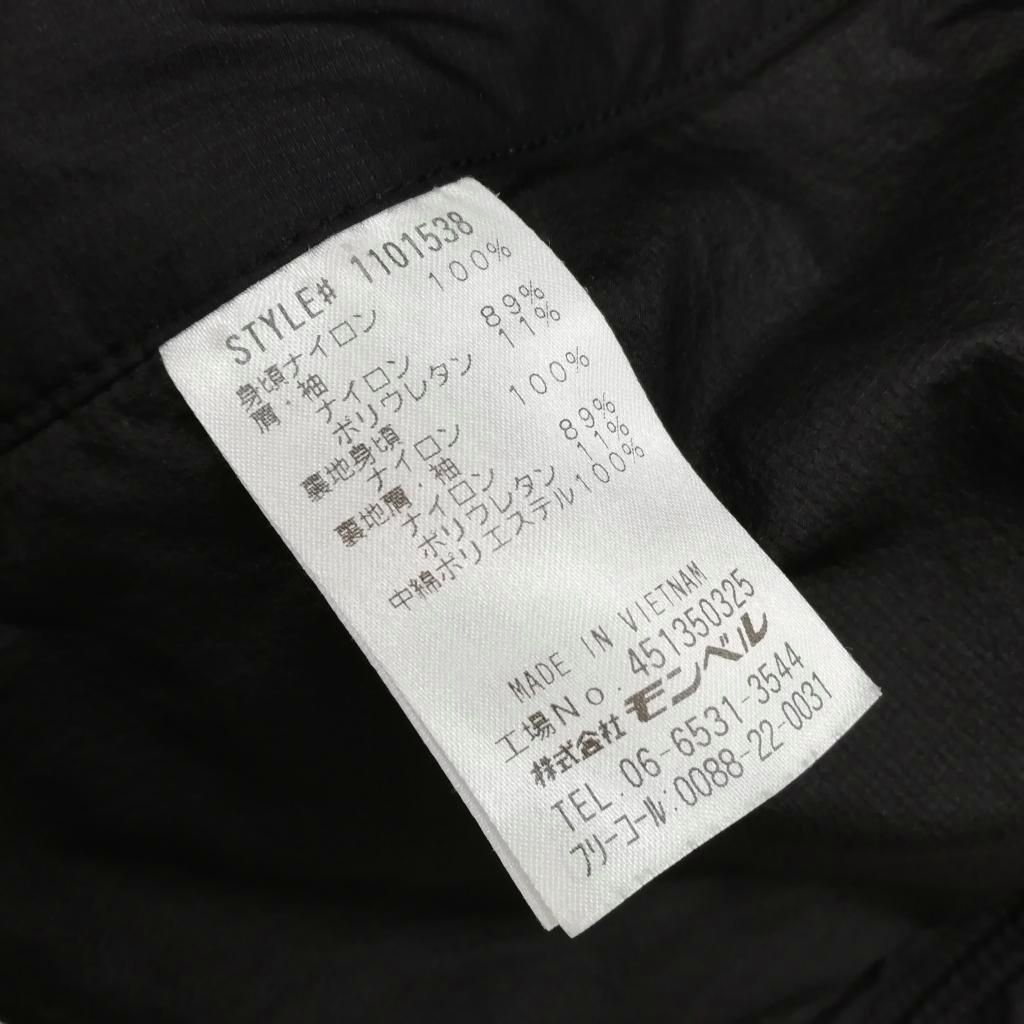 STYLE# 1101538
身頃ナイロン 100%
肩・袖
ナイロン 89%
ポリウレタン 11%
裏地身頃
ナイロン 100%
裏地肩・袖
ナイロン 89%
ポリウレタン 11%
中綿ポリエステル100%
MADE IN VIETNAM
工場No.451350325
株式会社 モンベル
TEL.06-6531-3544
フリーコール:0088-22-0031